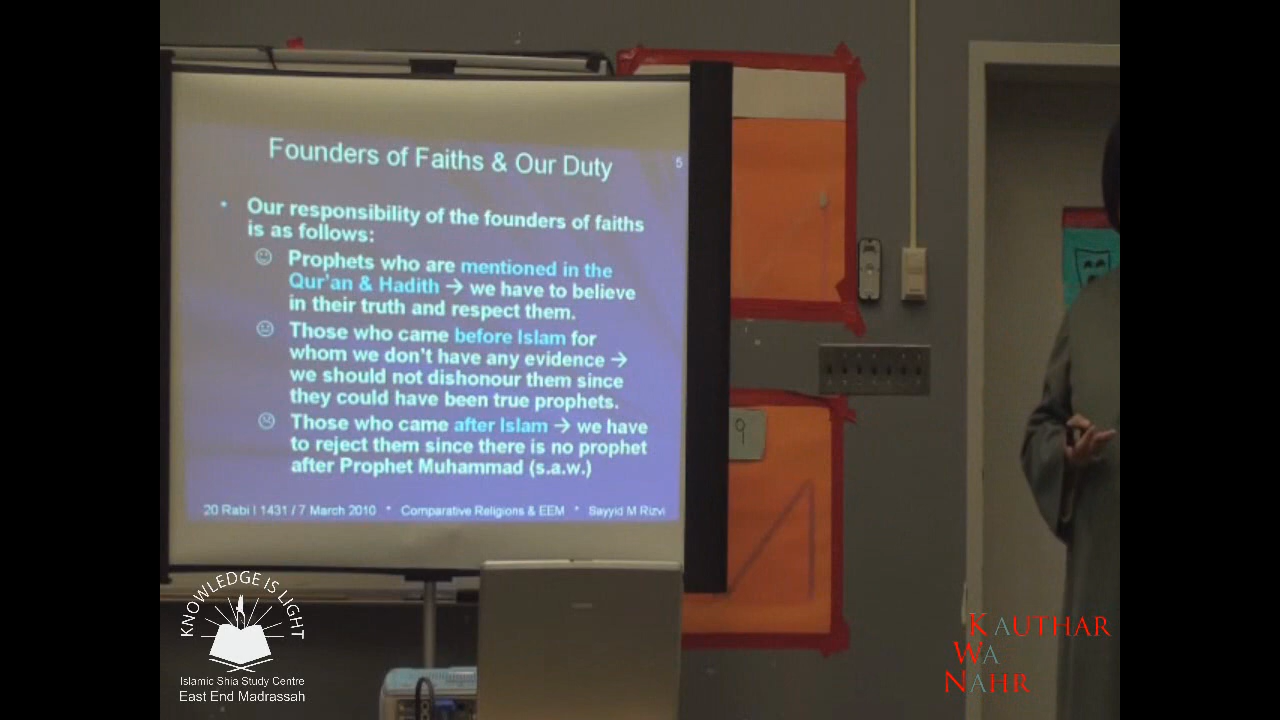 Founders of Faiths & Our Duty
5
• Our responsibility of the founders of faiths
is as follows:
☺ Prophets who are mentioned in the
Qur'an & Hadith → we have to believe
in their truth and respect them.
😐 Those who came before Islam for
whom we don't have any evidence →
we should not dishonour them since
they could have been true prophets.
☹ Those who came after Islam → we have
to reject them since there is no prophet
after Prophet Muhammad (s.a.w.)
20 Rabi I 1431 / 7 March 2010 * Comparative Religions & EEM * Sayyid M Rizvi
9
KNOWLEDGE IS LIGHT
Islamic Shia Study Centre
East End Madrassah
KAUTHAR
WA
NAHR